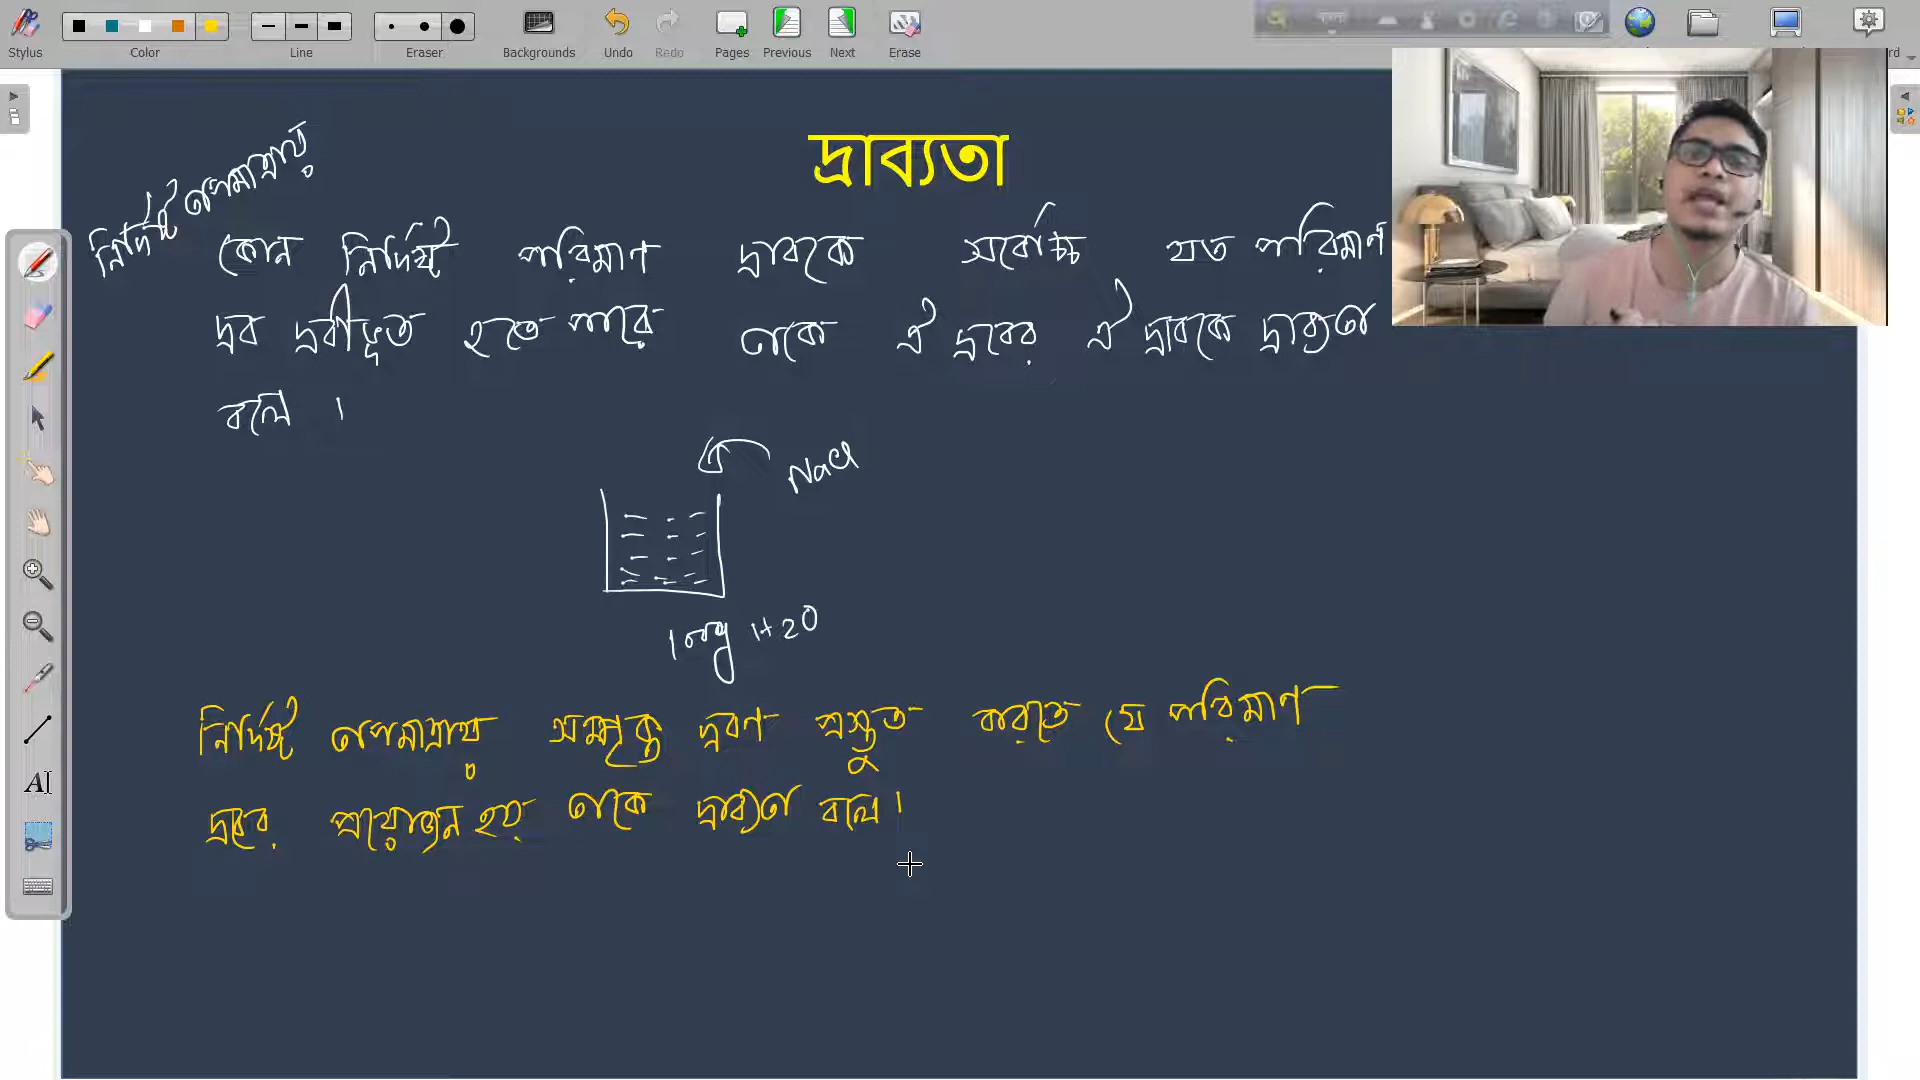 Stylus
Color
Line
Eraser
Backgrounds
Undo
Redo
Pages
Previous
Next
Erase
rd
দ্রাব্যতা
নির্দিষ্ট তাপমাত্রায়
কোন নির্দিষ্ট পরিমাণ দ্রাবকে সর্বোচ্চ যত পরিমাণ
দ্রব দ্রবীভূত হতে পারে তাকে ঐ দ্রবের ঐ দ্রাবকে দ্রাব্যতা
বলে ।
NaCl
100g H2O
নির্দিষ্ট তাপমাত্রায় সম্পৃক্ত দ্রবণ প্রস্তুত করতে যে পরিমাণ
দ্রবের প্রয়োজন হয় তাকে দ্রাব্যতা বলে ।